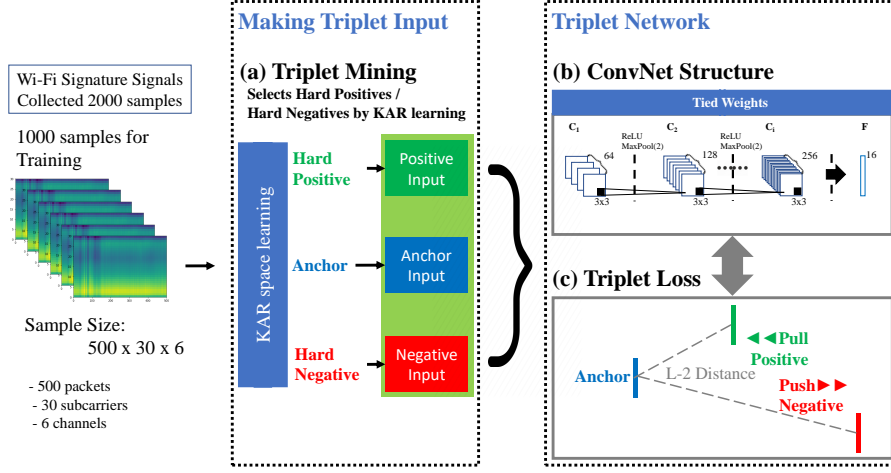 Making Triplet Input
Triplet Network
Wi-Fi Signature Signals
Collected 2000 samples
1000 samples for
Training
Sample Size:
500 x 30 x 6
- 500 packets
- 30 subcarriers
- 6 channels
(a) Triplet Mining
Selects Hard Positives /
Hard Negatives by KAR learning
KAR space learning
Hard
Positive
Positive
Input
Anchor
Anchor
Input
Hard
Negative
Negative
Input
(b) ConvNet Structure
Tied Weights
C1
ReLU
MaxPool(2)
C2
ReLU
MaxPool(2)
Ci
F
64
128
256
16
3x3
3x3
3x3
(c) Triplet Loss
Pull
Positive
Anchor
L-2 Distance
Push
Negative